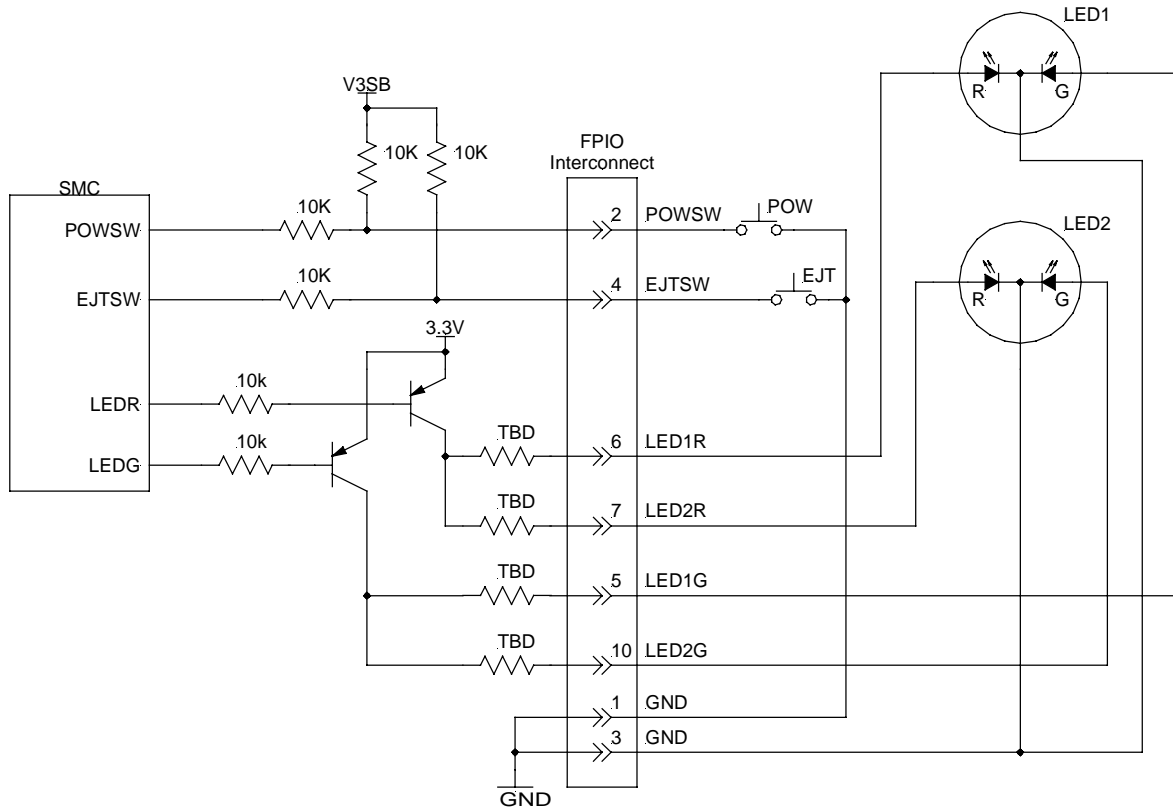 LED1
R
G
V3SB
10K
10K
FPIO
Interconnect
SMC
POWSW
10K
2
POWSW
POW
LED2
R
G
EJTSW
10K
4
EJTSW
EJT
3.3V
LEDR
10k
LEDG
10k
TBD
6
LED1R
TBD
7
LED2R
TBD
5
LED1G
TBD
10
LED2G
1
GND
3
GND
GND